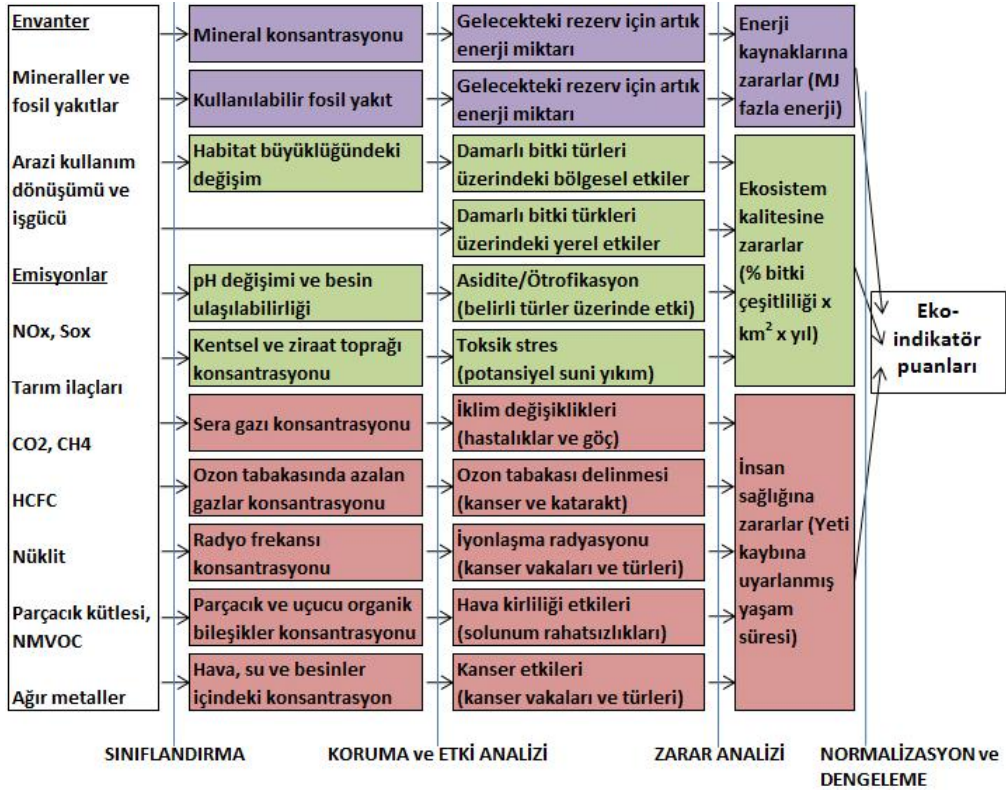 Envanter
Mineraller ve
fosil yakıtlar
Arazi kullanım
dönüşümü ve
işgücü
Emisyonlar
NOx, Sox
Tarım ilaçları
CO2, CH4
HCFC
Nüklit
Parçacık kütlesi,
NMVOC
Ağır metaller
Mineral konsantrasyonu
Kullanılabilir fosil yakıt
Habitat büyüklüğündeki
değişim
pH değişimi ve besin
ulaşılabilirliği
Kentsel ve ziraat toprağı
konsantrasyonu
Sera gazı konsantrasyonu
Ozon tabakasında azalan
gazlar konsantrasyonu
Radyo frekansı
konsantrasyonu
Parçacık ve uçucu organik
bileşikler konsantrasyonu
Hava, su ve besinler
içindeki konsantrasyon
Gelecekteki rezerv için artık
enerji miktarı
Gelecekteki rezerv için artık
enerji miktarı
Damarlı bitki türleri
üzerindeki bölgesel etkiler
Damarlı bitki türkleri
üzerindeki yerel etkiler
Asidite/Ötrofikasyon
(belirli türler üzerinde etki)
Toksik stres
(potansiyel suni yıkım)
İklim değişiklikleri
(hastalıklar ve göç)
Ozon tabakası delinmesi
(kanser ve katarakt)
İyonlaşma radyasyonu
(kanser vakaları ve türleri)
Hava kirliliği etkileri
(solunum rahatsızlıkları)
Kanser etkileri
(kanser vakaları ve türleri)
Enerji
kaynaklarına
zararlar (MJ
fazla enerji)
Ekosistem
kalitesine
zararlar
(% bitki
çeşitliliği x
km² x yıl)
İnsan
sağlığına
zararlar (Yeti
kaybına
uyarlanmış
yaşam
süresi)
Eko-
indikatör
puanları
SINIFLANDIRMA
KORUMA ve ETKİ ANALİZİ
ZARAR ANALİZİ
NORMALİZASYON ve
DENGELEME